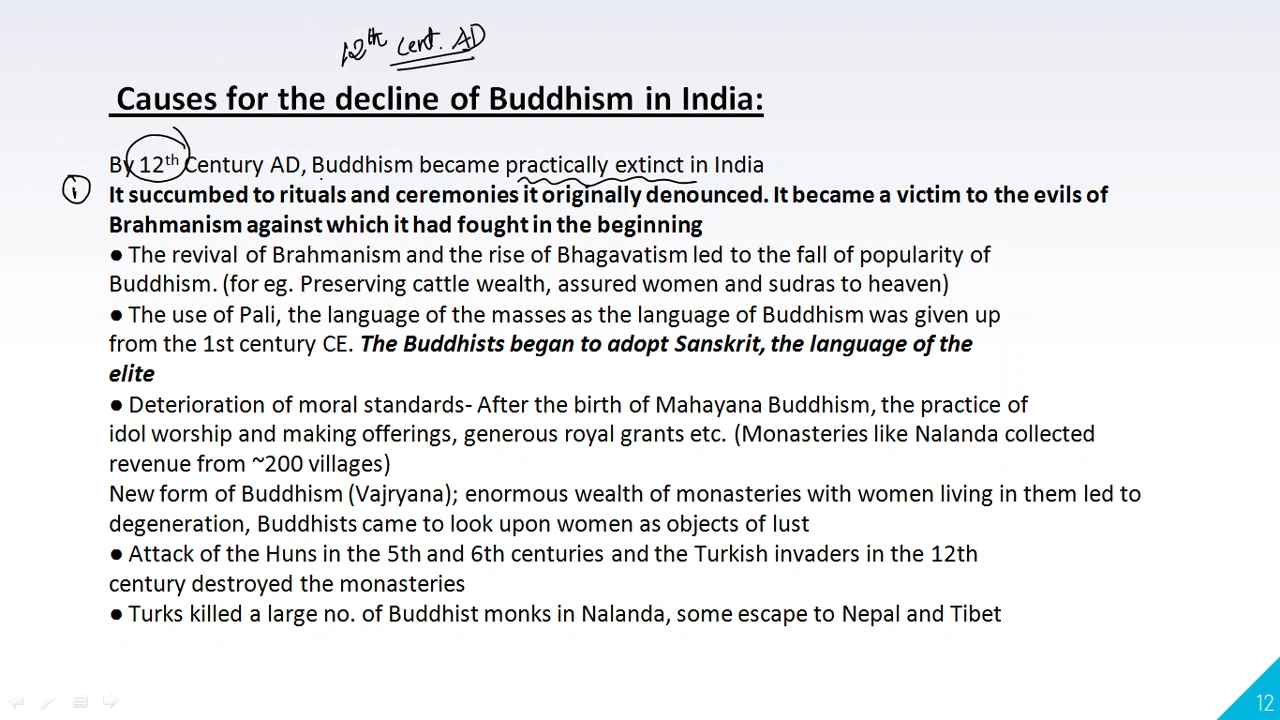 12th Cent. AD
Causes for the decline of Buddhism in India:
By 12th Century AD, Buddhism became practically extinct in India
1 It succumbed to rituals and ceremonies it originally denounced. It became a victim to the evils of
Brahmanism against which it had fought in the beginning
● The revival of Brahmanism and the rise of Bhagavatism led to the fall of popularity of
Buddhism. (for eg. Preserving cattle wealth, assured women and sudras to heaven)
● The use of Pali, the language of the masses as the language of Buddhism was given up
from the 1st century CE. The Buddhists began to adopt Sanskrit, the language of the
elite
● Deterioration of moral standards- After the birth of Mahayana Buddhism, the practice of
idol worship and making offerings, generous royal grants etc. (Monasteries like Nalanda collected
revenue from ~200 villages)
New form of Buddhism (Vajryana); enormous wealth of monasteries with women living in them led to
degeneration, Buddhists came to look upon women as objects of lust
● Attack of the Huns in the 5th and 6th centuries and the Turkish invaders in the 12th
century destroyed the monasteries
● Turks killed a large no. of Buddhist monks in Nalanda, some escape to Nepal and Tibet
12